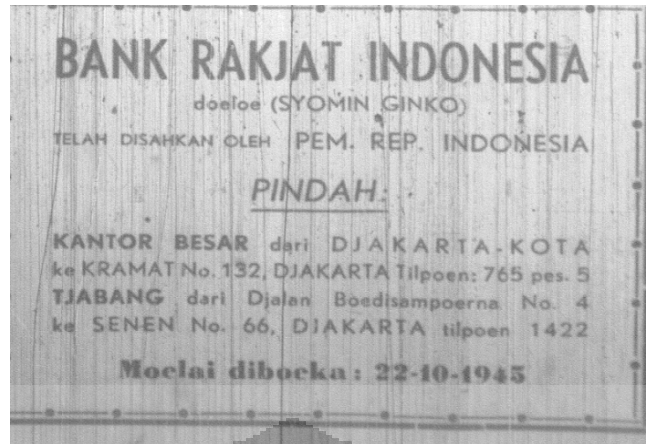 BANK RAKJAT INDONESIA
doeloe (SYOMIN GINKO)
TELAH DISAHKAN OLEH PEM. REP. INDONESIA
PINDAH:
KANTOR BESAR dari DJAKARTA-KOTA
ke KRAMAT No. 132, DJAKARTA Tilpoen: 765 pes. 5
TJABANG dari Djalan Boedisampoerna No. 4
ke SENEN No. 66, DJAKARTA tilpoen 1422
Moelai diboeka: 22-10-1945